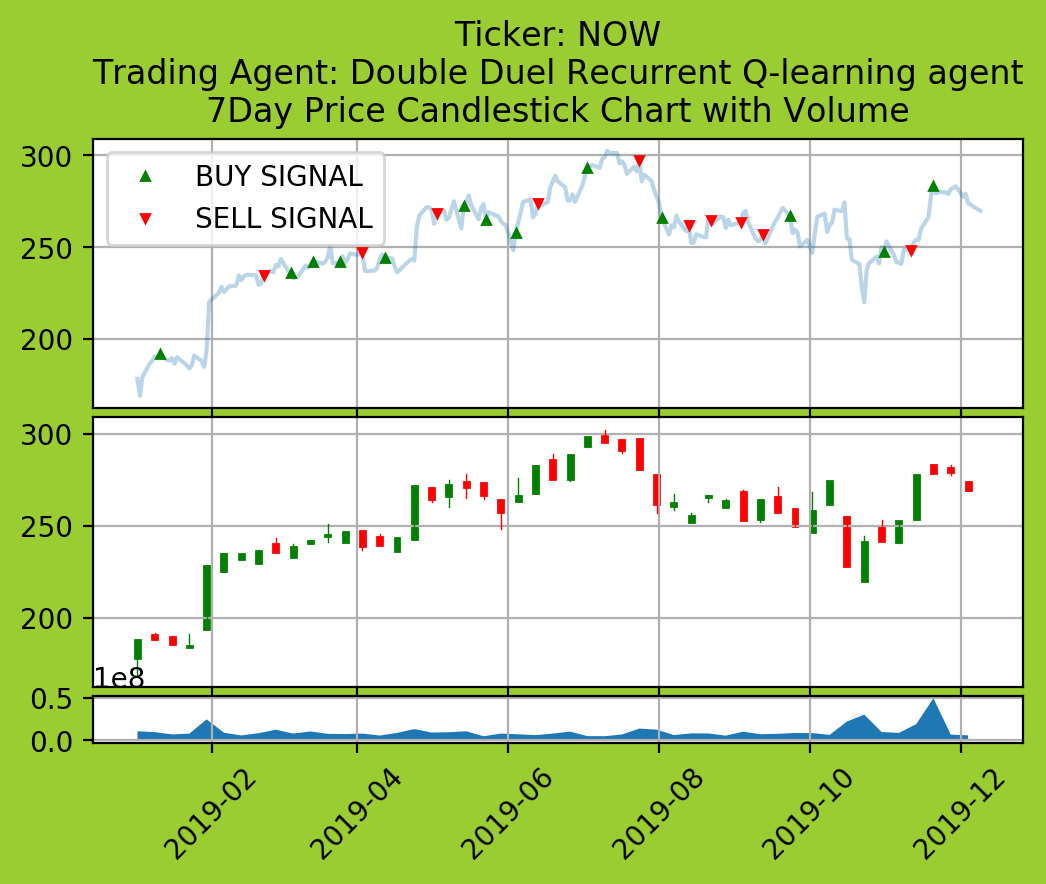 Ticker: NOW
Trading Agent: Double Duel Recurrent Q-learning agent
7Day Price Candlestick Chart with Volume
300
BUY SIGNAL
SELL SIGNAL
250
200
300
250
200
1e8
0.5
0.0
2019-02
2019-04
2019-06
2019-08
2019-10
2019-12